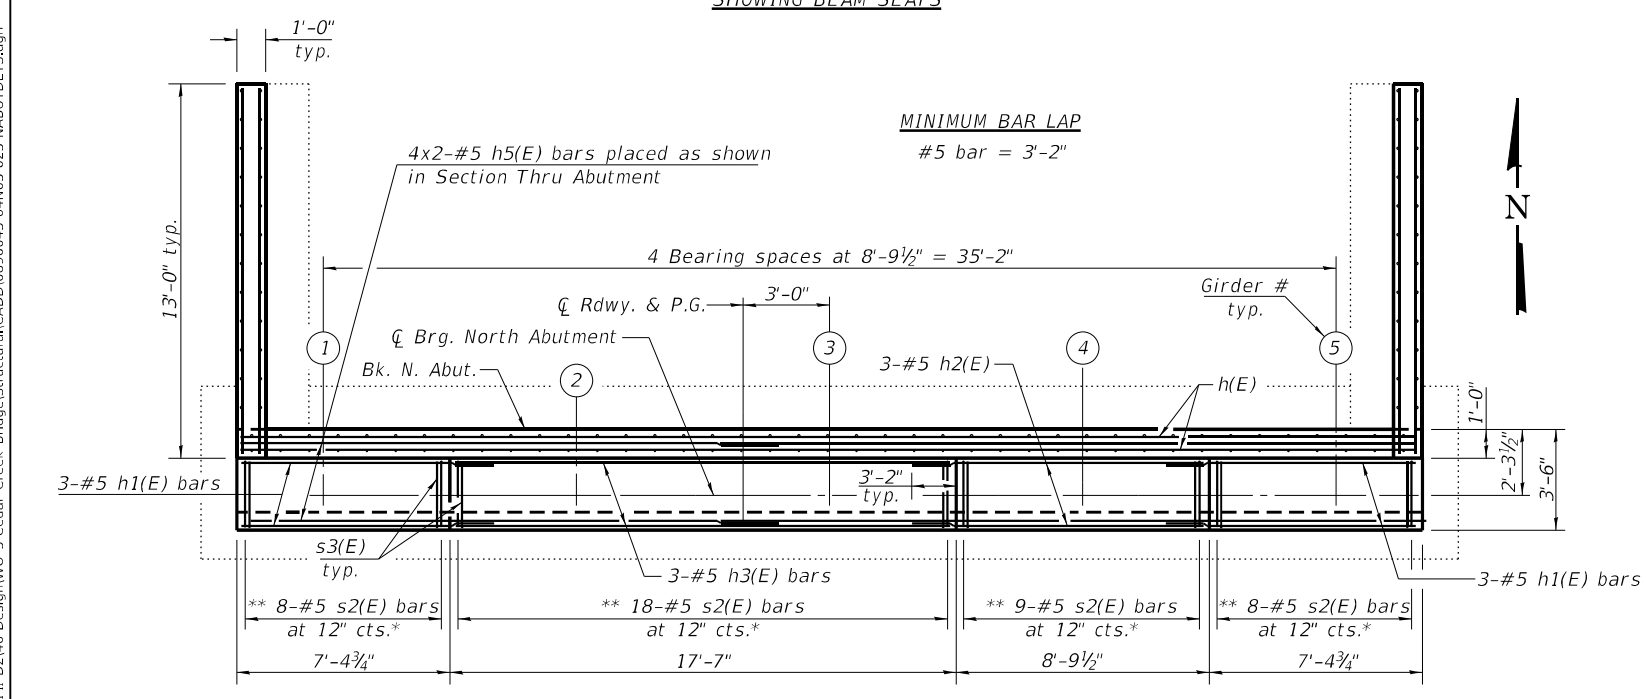 SHOWING BEAM SEATS
1'-0"
typ.
MINIMUM BAR LAP
#5 bar = 3'-2"
4x2-#5 h5(E) bars placed as shown
in Section Thru Abutment
13'-0" typ.
N
4 Bearing spaces at 8'-9½" = 35'-2"
Girder #
typ.
℄ Rdwy. & P.G.
3'-0"
℄ Brg. North Abutment
1
3
4
5
Bk. N. Abut.
2
3-#5 h2(E)
h(E)
1'-0"
2'-3½"
3'-6"
3-#5 h1(E) bars
3'-2"
typ.
s3(E)
typ.
3-#5 h3(E) bars
3-#5 h1(E) bars
** 8-#5 s2(E) bars
at 12" cts.*
** 18-#5 s2(E) bars
at 12" cts.*
** 9-#5 s2(E) bars
at 12" cts.*
** 8-#5 s2(E) bars
at 12" cts.*
7'-4¾"
17'-7"
8'-9½"
7'-4¾"